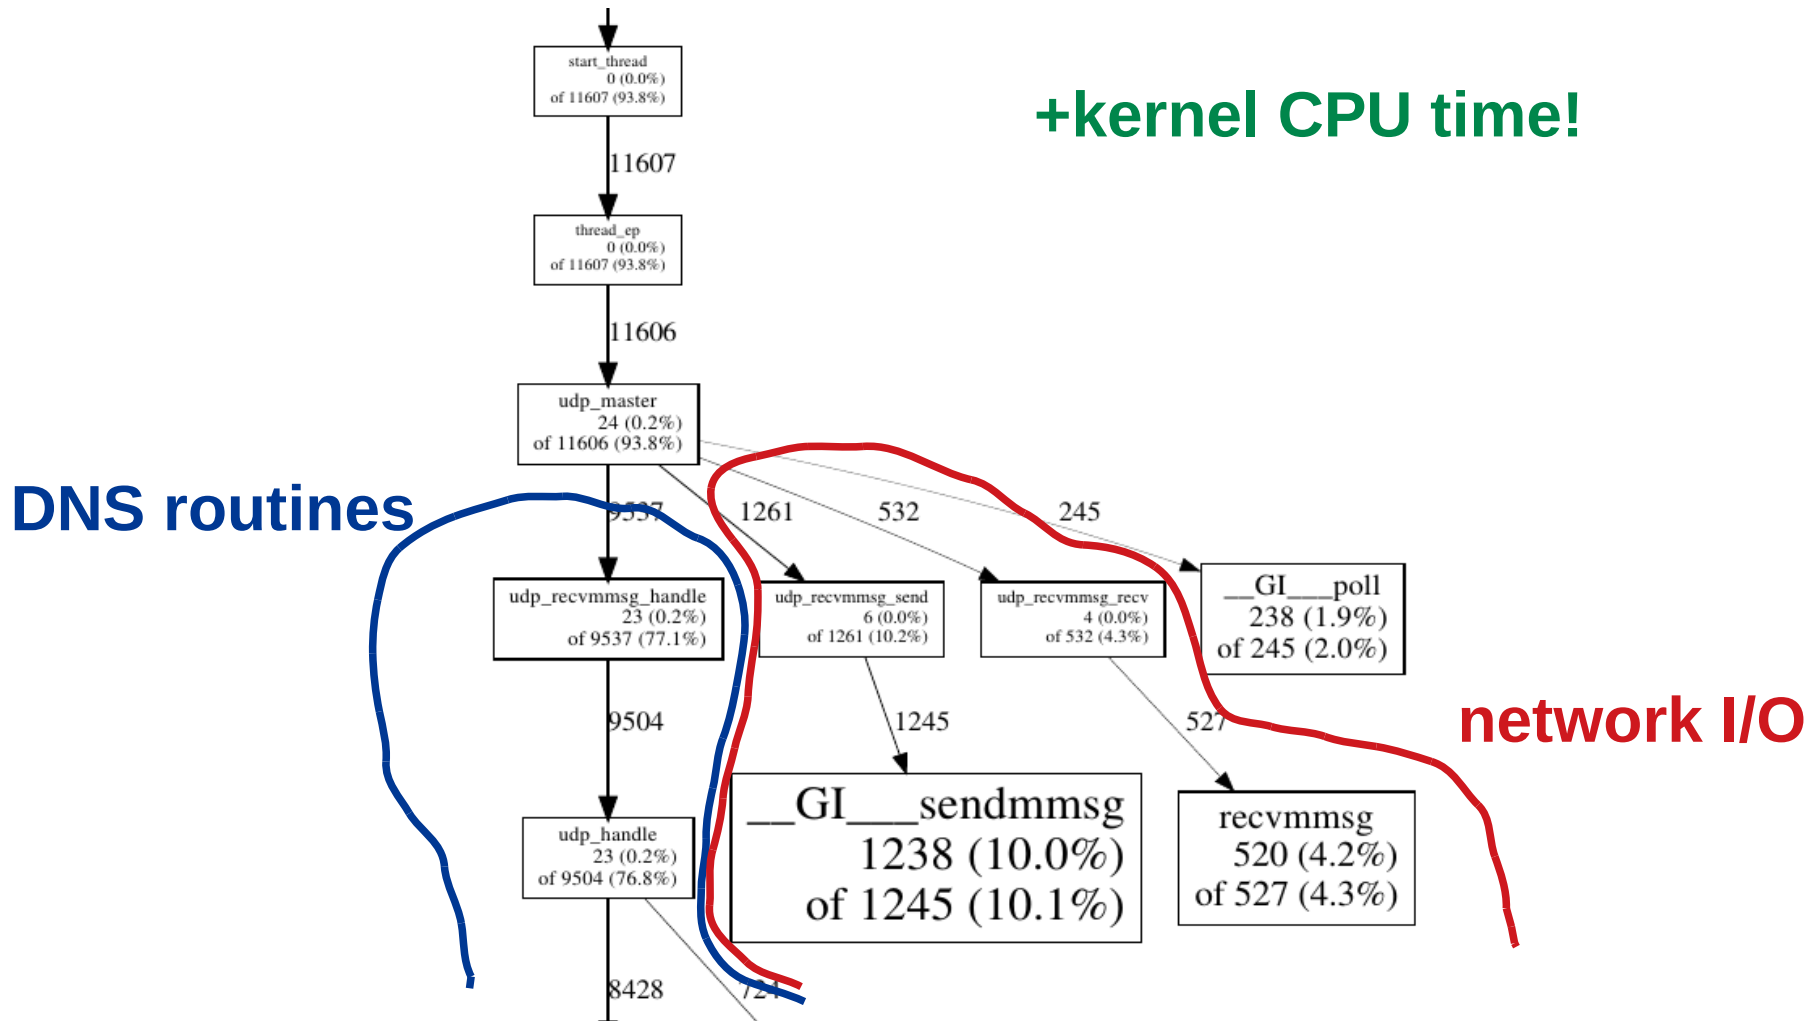 start_thread
0 (0.0%)
of 11607 (93.8%)
+kernel CPU time!
11607
thread_ep
0 (0.0%)
of 11607 (93.8%)
11606
udp_master
24 (0.2%)
of 11606 (93.8%)
DNS routines
9537
1261
532
245
udp_recvmmsg_handle
23 (0.2%)
of 9537 (77.1%)
udp_recvmmsg_send
6 (0.0%)
of 1261 (10.2%)
udp_recvmmsg_recv
4 (0.0%)
of 532 (4.3%)
__GI___poll
238 (1.9%)
of 245 (2.0%)
network I/O
9504
1245
527
udp_handle
23 (0.2%)
of 9504 (76.8%)
__GI___sendmmsg
1238 (10.0%)
of 1245 (10.1%)
recvmmsg
520 (4.2%)
of 527 (4.3%)
8428
724